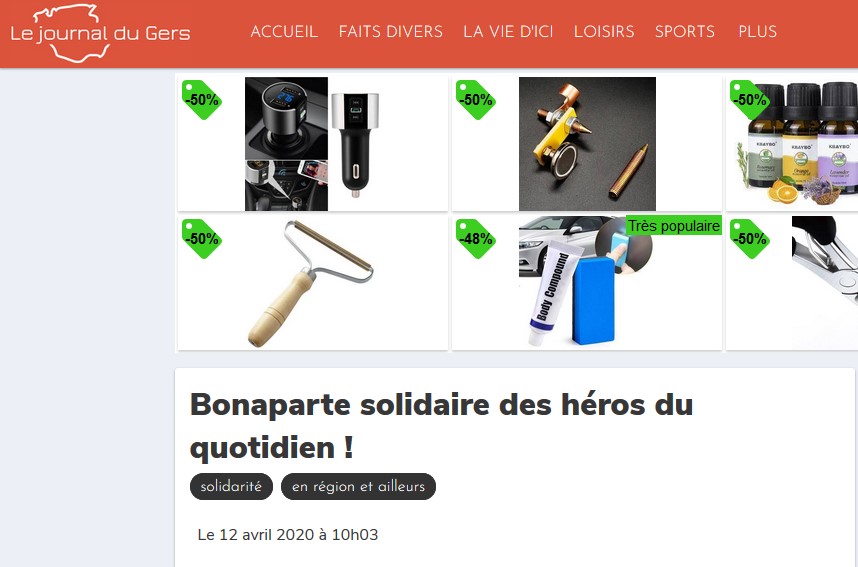 Le journal du Gers
ACCUEIL FAITS DIVERS LA VIE D'ICI LOISIRS SPORTS PLUS
-50% -50% -50%
KBAYBO KBAYBO KBAYBO
-50% -48% Très populaire -50%
Body Compound
Bonaparte solidaire des héros du
quotidien !
solidarité en région et ailleurs
Le 12 avril 2020 à 10h03